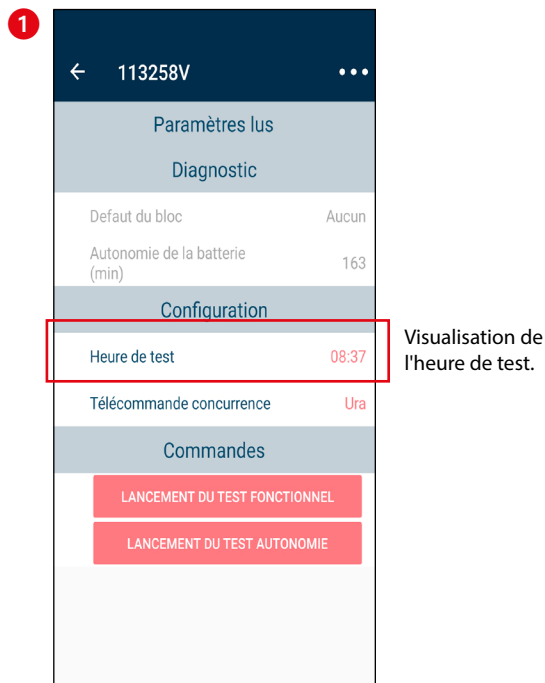 1
113258V
Paramètres lus
Diagnostic
Defaut du bloc Aucun
Autonomie de la batterie
(min) 163
Configuration
Heure de test 08:37
Visualisation de
l'heure de test.
Télécommande concurrence Ura
Commandes
LANCEMENT DU TEST FONCTIONNEL
LANCEMENT DU TEST AUTONOMIE